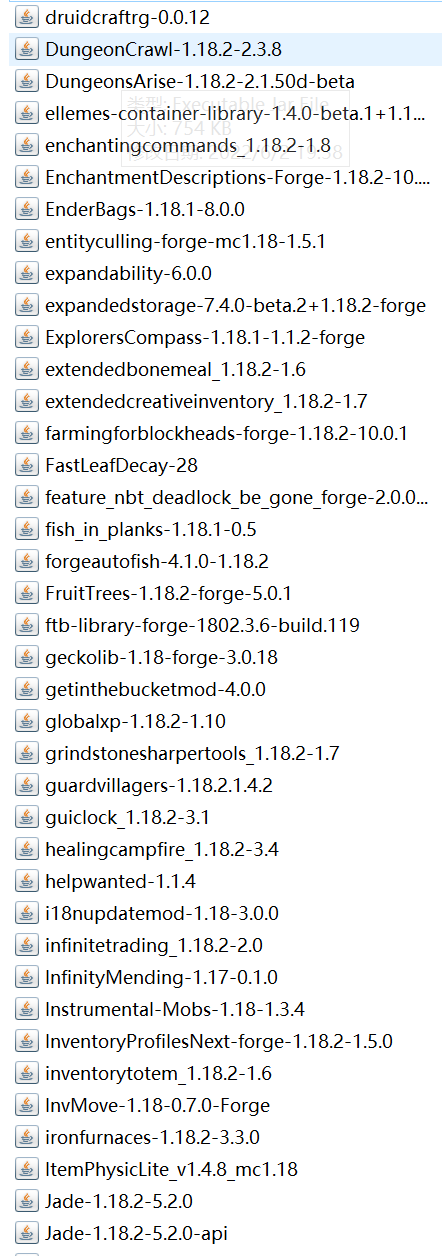 druidcraftrg-0.0.12
DungeonCrawl-1.18.2-2.3.8
DungeonsArise-1.18.2-2.1.50d-beta
类型: Executable Jar File
ellemes-container-library-1.4.0-beta.1+1.1...
大小: 754 KB
enchantingcommands_1.18.2-1.8
EnchantmentDescriptions-Forge-1.18.2-10....
EnderBags-1.18.1-8.0.0
entityculling-forge-mc1.18-1.5.1
expandability-6.0.0
expandedstorage-7.4.0-beta.2+1.18.2-forge
ExplorersCompass-1.18.1-1.1.2-forge
extendedbonemeal_1.18.2-1.6
extendedcreativeinventory_1.18.2-1.7
farmingforblockheads-forge-1.18.2-10.0.1
FastLeafDecay-28
feature_nbt_deadlock_be_gone_forge-2.0.0...
fish_in_planks-1.18.1-0.5
forgeautofish-4.1.0-1.18.2
FruitTrees-1.18.2-forge-5.0.1
ftb-library-forge-1802.3.6-build.119
geckolib-1.18-forge-3.0.18
getinthebucketmod-4.0.0
globalxp-1.18.2-1.10
grindstonesharpertools_1.18.2-1.7
guardvillagers-1.18.2.1.4.2
guiclock_1.18.2-3.1
healingcampfire_1.18.2-3.4
helpwanted-1.1.4
i18nupdatemod-1.18-3.0.0
infinitetrading_1.18.2-2.0
InfinityMending-1.17-0.1.0
Instrumental-Mobs-1.18-1.3.4
InventoryProfilesNext-forge-1.18.2-1.5.0
inventorytotem_1.18.2-1.6
InvMove-1.18-0.7.0-Forge
ironfurnaces-1.18.2-3.3.0
ItemPhysicLite_v1.4.8_mc1.18
Jade-1.18.2-5.2.0
Jade-1.18.2-5.2.0-api